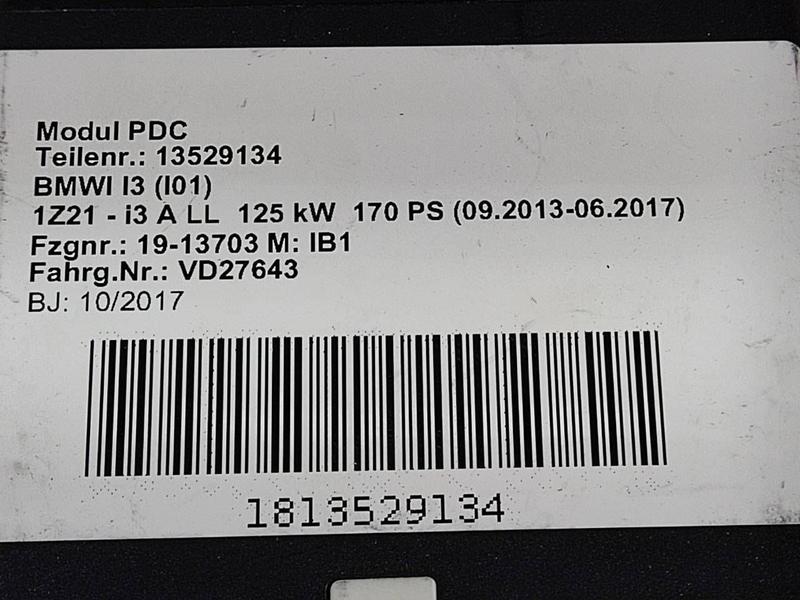 Modul PDC
Teilenr.: 13529134
BMWI I3 (I01)
1Z21 - i3 A LL 125 kW 170 PS (09.2013-06.2017)
Fzgnr.: 19-13703 M: IB1
Fahrg.Nr.: VD27643
BJ: 10/2017
1813529134